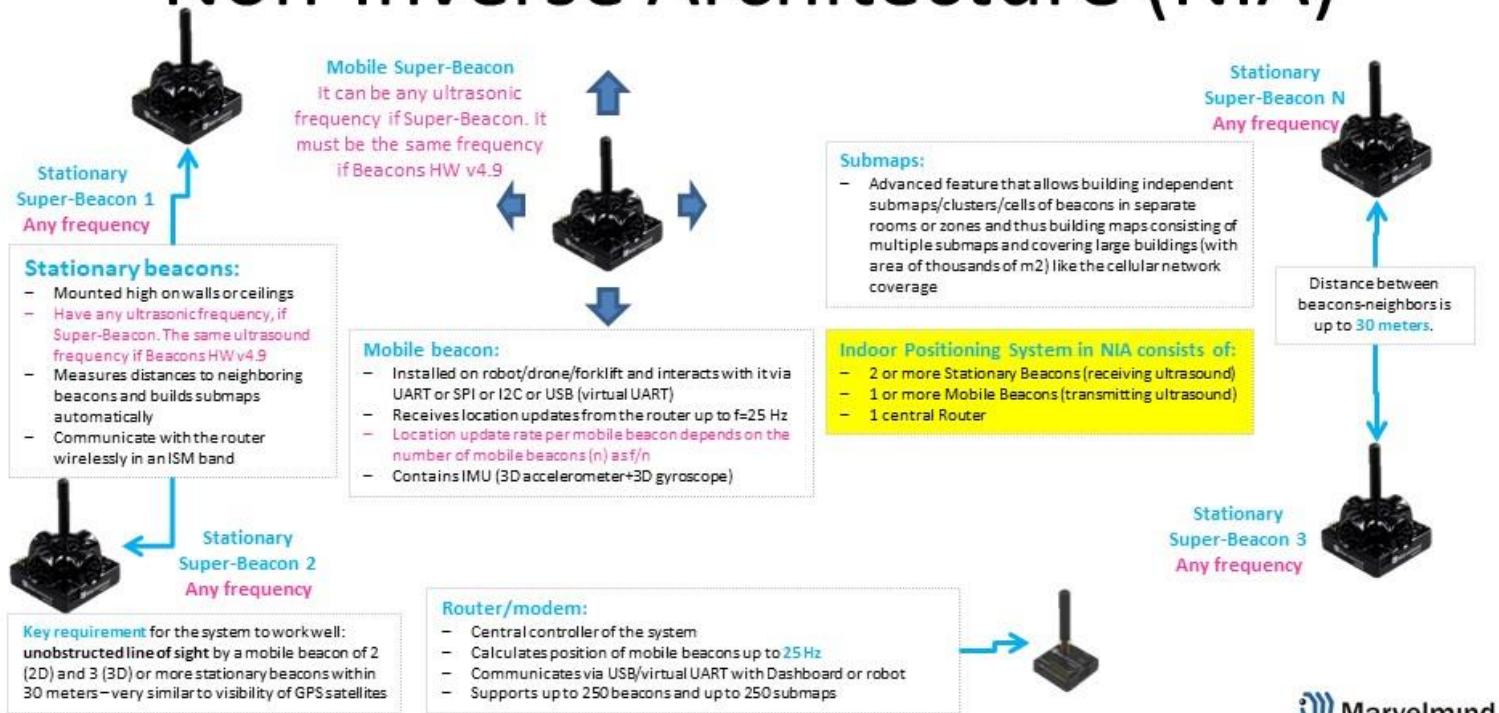 Non-Inverse Architecture (NIA)
Mobile Super-Beacon
It can be any ultrasonic
frequency if Super-Beacon. It
must be the same frequency
if Beacons HW v4.9
Stationary
Super-Beacon N
Any frequency
Stationary
Super-Beacon 1
Any frequency
Submaps:
– Advanced feature that allows building independent
submaps/clusters/cells of beacons in separate
rooms or zones and thus building maps consisting of
multiple submaps and covering large buildings (with
area of thousands of m2) like the cellular network
coverage
Stationary beacons:
– Mounted high on walls or ceilings
– Have any ultrasonic frequency, if
Super-Beacon. The same ultrasound
frequency if Beacons HW v4.9
– Measures distances to neighboring
beacons and builds submaps
automatically
– Communicate with the router
wirelessly in an ISM band
Distance between
beacons-neighbors is
up to 30 meters.
Mobile beacon:
– Installed on robot/drone/forklift and interacts with it via
UART or SPI or I2C or USB (virtual UART)
– Receives location updates from the router up to f=25 Hz
– Location update rate per mobile beacon depends on the
number of mobile beacons (n) as f/n
– Contains IMU (3D accelerometer+3D gyroscope)
Indoor Positioning System in NIA consists of:
– 2 or more Stationary Beacons (receiving ultrasound)
– 1 or more Mobile Beacons (transmitting ultrasound)
– 1 central Router
Stationary
Super-Beacon 2
Any frequency
Stationary
Super-Beacon 3
Any frequency
Key requirement for the system to work well:
unobstructed line of sight by a mobile beacon of 2
(2D) and 3 (3D) or more stationary beacons within
30 meters – very similar to visibility of GPS satellites
Router/modem:
– Central controller of the system
– Calculates position of mobile beacons up to 25 Hz
– Communicates via USB/virtual UART with Dashboard or robot
– Supports up to 250 beacons and up to 250 submaps
Marvelmind